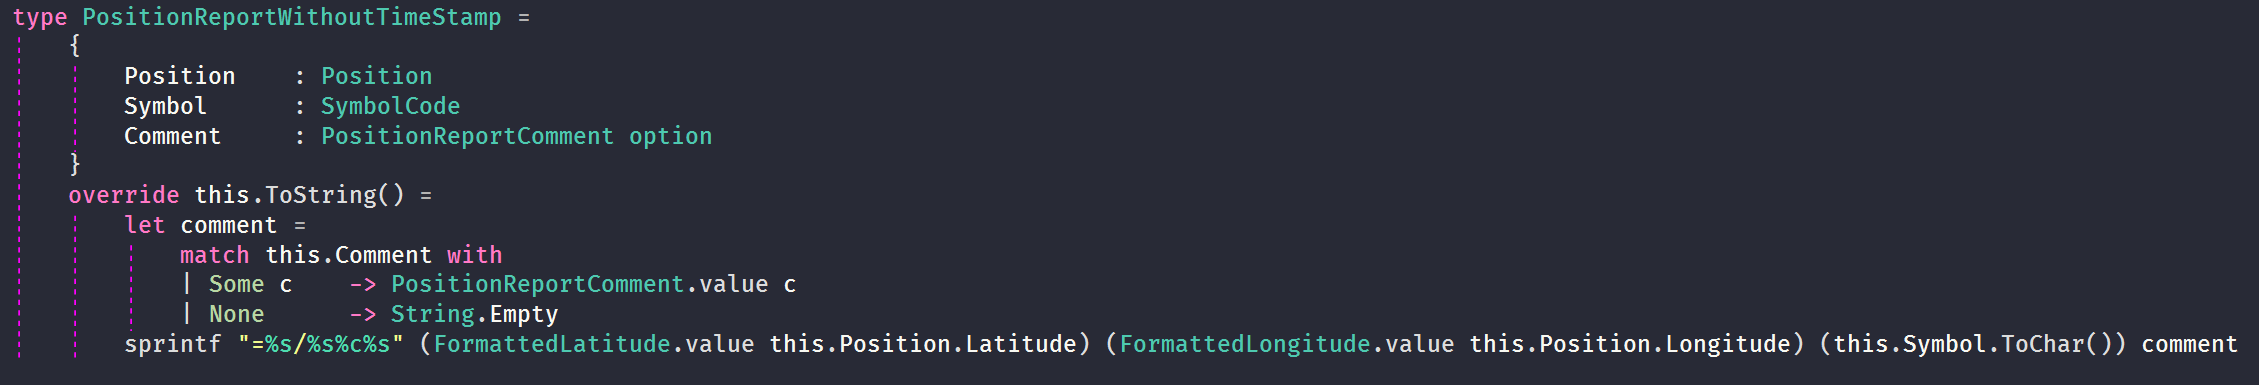 type PositionReportWithoutTimeStamp =
    {
        Position    : Position
        Symbol      : SymbolCode
        Comment     : PositionReportComment option
    }
    override this.ToString() =
        let comment =
            match this.Comment with
            | Some c    -> PositionReportComment.value c
            | None      -> String.Empty
        sprintf "=%s/%s%c%s" (FormattedLatitude.value this.Position.Latitude) (FormattedLongitude.value this.Position.Longitude) (this.Symbol.ToChar()) comment